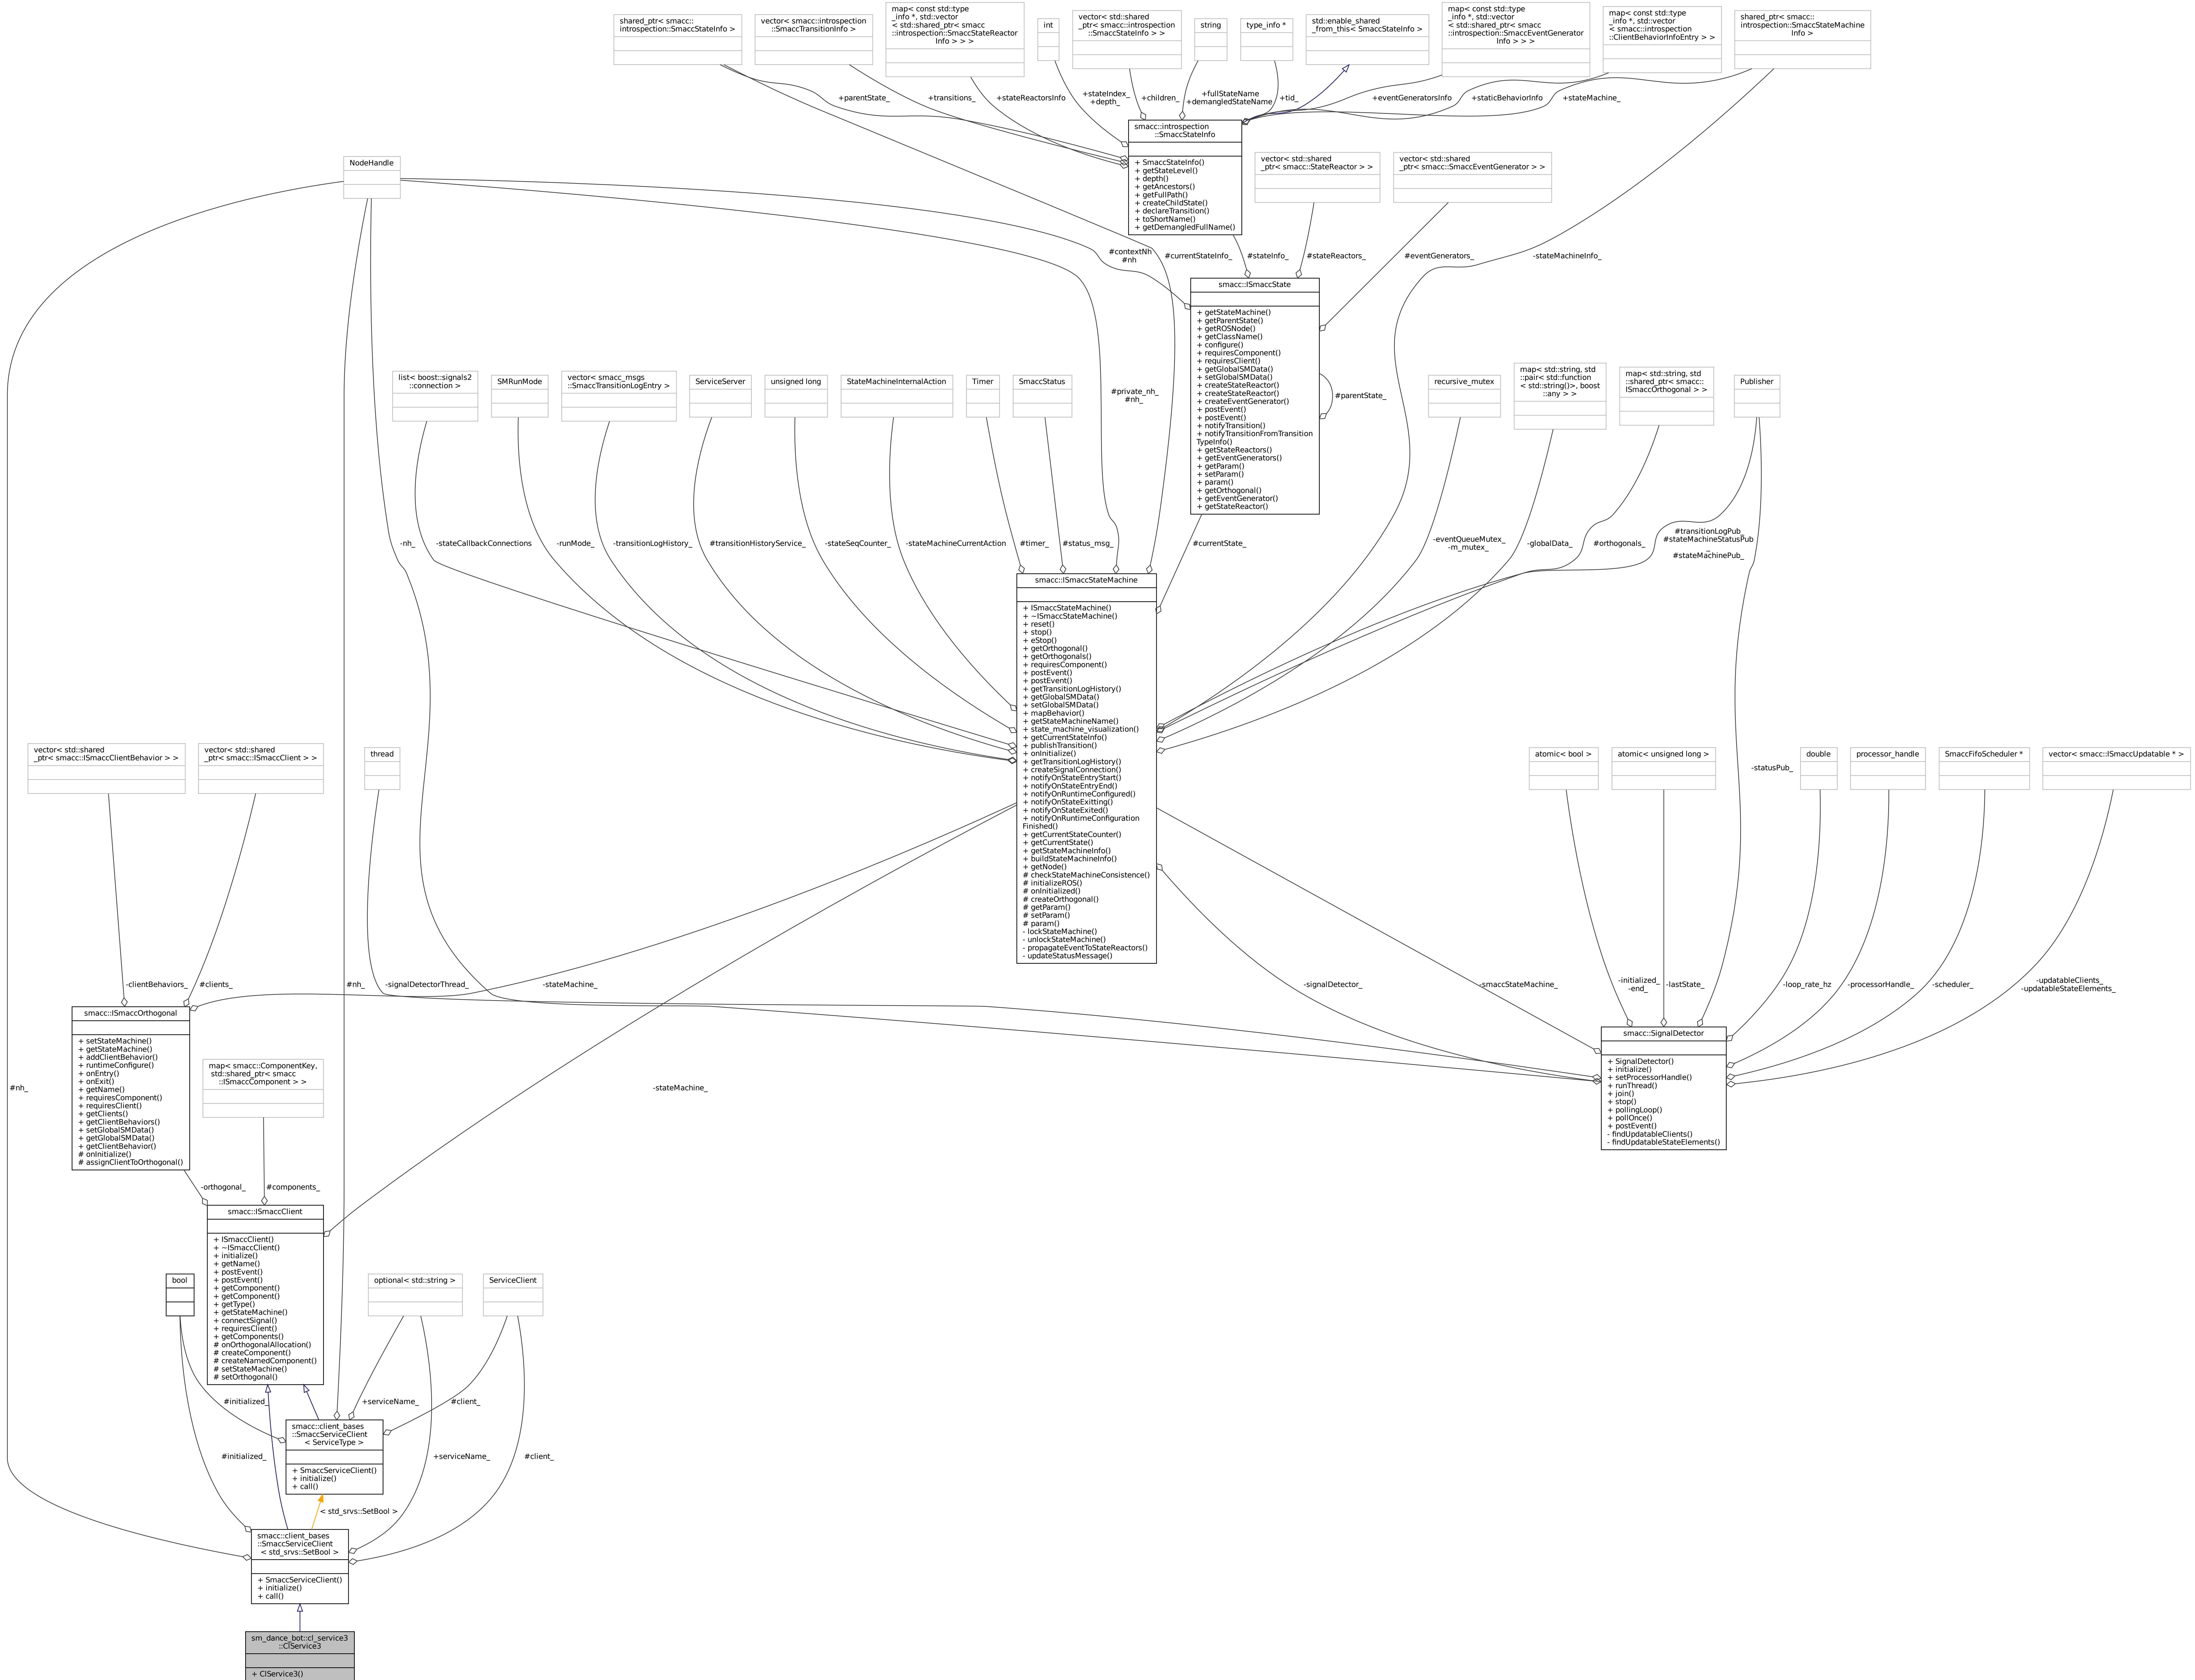 shared_ptr< smacc::
introspection::SmaccStateInfo >
vector< smacc::introspection
::SmaccTransitionInfo >
map< const std::type
_info *, std::vector
< std::shared_ptr< smacc
::introspection::SmaccStateReactor
Info > > >
int
vector< std::shared
_ptr< smacc::introspection
::SmaccStateInfo > >
string
type_info *
std::enable_shared
_from_this< SmaccStateInfo >
map< const std::type
_info *, std::vector
< std::shared_ptr< smacc
::introspection::SmaccEventGenerator
Info > > >
map< const std::type
_info *, std::vector
< smacc::introspection
::ClientBehaviorInfoEntry > >
shared_ptr< smacc::
introspection::SmaccStateMachine
Info >
+parentState_
+transitions_
+stateReactorsInfo
+stateIndex_
+depth_
+children_
+fullStateName
+demangledStateName
+tid_
+eventGeneratorsInfo
+staticBehaviorInfo
+stateMachine_
smacc::introspection
::SmaccStateInfo
+ SmaccStateInfo()
+ getStateLevel()
+ depth()
+ getAncestors()
+ getFullPath()
+ createChildState()
+ declareTransition()
+ toShortName()
+ getDemangledFullName()
NodeHandle
vector< std::shared
_ptr< smacc::StateReactor > >
vector< std::shared
_ptr< smacc::SmaccEventGenerator > >
#contextNh
#nh
#currentStateInfo_
#stateInfo_
#stateReactors_
#eventGenerators_
-stateMachineInfo_
smacc::ISmaccState
+ getStateMachine()
+ getParentState()
+ getROSNode()
+ getClassName()
+ configure()
+ requiresComponent()
+ requiresClient()
+ getGlobalSMData()
+ setGlobalSMData()
+ createStateReactor()
+ createStateReactor()
+ createEventGenerator()
+ postEvent()
+ postEvent()
+ notifyTransition()
+ notifyTransitionFromTransition
TypeInfo()
+ getStateReactors()
+ getEventGenerators()
+ getParam()
+ setParam()
+ param()
+ getOrthogonal()
+ getEventGenerator()
+ getStateReactor()
#parentState_
list< boost::signals2
::connection >
SMRunMode
vector< smacc_msgs
::SmaccTransitionLogEntry >
ServiceServer
unsigned long
StateMachineInternalAction
Timer
SmaccStatus
#private_nh_
#nh_
recursive_mutex
map< std::string, std
::pair< std::function
< std::string()>, boost
::any > >
map< std::string, std
::shared_ptr< smacc::
ISmaccOrthogonal > >
Publisher
-nh_
-stateCallbackConnections
-runMode_
-transitionLogHistory_
#transitionHistoryService_
-stateSeqCounter_
-stateMachineCurrentAction
#timer_
#status_msg_
#currentState_
-eventQueueMutex_
-m_mutex_
-globalData_
#orthogonals_
#transitionLogPub_
#stateMachineStatusPub
_
#stateMachinePub_
smacc::ISmaccStateMachine
+ ISmaccStateMachine()
+ ~ISmaccStateMachine()
+ reset()
+ stop()
+ eStop()
+ getOrthogonal()
+ getOrthogonals()
+ requiresComponent()
+ postEvent()
+ postEvent()
+ getTransitionLogHistory()
+ getGlobalSMData()
+ setGlobalSMData()
+ mapBehavior()
+ getStateMachineName()
+ state_machine_visualization()
+ getCurrentStateInfo()
+ publishTransition()
+ onInitialize()
+ getTransitionLogHistory()
+ createSignalConnection()
+ notifyOnStateEntryStart()
+ notifyOnStateEntryEnd()
+ notifyOnRuntimeConfigured()
+ notifyOnStateExitting()
+ notifyOnStateExited()
+ notifyOnRuntimeConfiguration
Finished()
+ getCurrentStateCounter()
+ getCurrentState()
+ getStateMachineInfo()
+ buildStateMachineInfo()
+ getNode()
# checkStateMachineConsistence()
# initializeROS()
# onInitialized()
# createOrthogonal()
# getParam()
# setParam()
# param()
- lockStateMachine()
- unlockStateMachine()
- propagateEventToStateReactors()
- updateStatusMessage()
vector< std::shared
_ptr< smacc::ISmaccClientBehavior > >
vector< std::shared
_ptr< smacc::ISmaccClient > >
thread
-statusPub_
atomic< bool >
atomic< unsigned long >
double
processor_handle
SmaccFifoScheduler *
vector< smacc::ISmaccUpdatable * >
-clientBehaviors_
#clients_
#nh_
-signalDetectorThread_
-stateMachine_
-signalDetector_
-smaccStateMachine_
-initialized_
-end_
-lastState_
-loop_rate_hz
-processorHandle_
-scheduler_
-updatableClients_
-updatableStateElements_
smacc::ISmaccOrthogonal
+ setStateMachine()
+ getStateMachine()
+ addClientBehavior()
+ runtimeConfigure()
+ onEntry()
+ onExit()
+ getName()
+ requiresComponent()
+ requiresClient()
+ getClients()
+ getClientBehaviors()
+ setGlobalSMData()
+ getGlobalSMData()
+ getClientBehavior()
# onInitialize()
# assignClientToOrthogonal()
smacc::SignalDetector
+ SignalDetector()
+ initialize()
+ setProcessorHandle()
+ runThread()
+ join()
+ stop()
+ pollingLoop()
+ pollOnce()
+ postEvent()
- findUpdatableClients()
- findUpdatableStateElements()
map< smacc::ComponentKey,
std::shared_ptr< smacc
::ISmaccComponent > >
#nh_
-stateMachine_
-orthogonal_
#components_
smacc::ISmaccClient
+ ISmaccClient()
+ ~ISmaccClient()
+ initialize()
+ getName()
+ postEvent()
+ postEvent()
+ getComponent()
+ getComponent()
+ getType()
+ getStateMachine()
+ connectSignal()
+ requiresClient()
+ getComponents()
# onOrthogonalAllocation()
# createComponent()
# createNamedComponent()
# setStateMachine()
# setOrthogonal()
bool
optional< std::string >
ServiceClient
#initialized_
+serviceName_
#client_
smacc::client_bases
::SmaccServiceClient
< ServiceType >
+ SmaccServiceClient()
+ initialize()
+ call()
#initialized_
+serviceName_
#client_
< std_srvs::SetBool >
smacc::client_bases
::SmaccServiceClient
< std_srvs::SetBool >
+ SmaccServiceClient()
+ initialize()
+ call()
sm_dance_bot::cl_service3
::ClService3
+ ClService3()